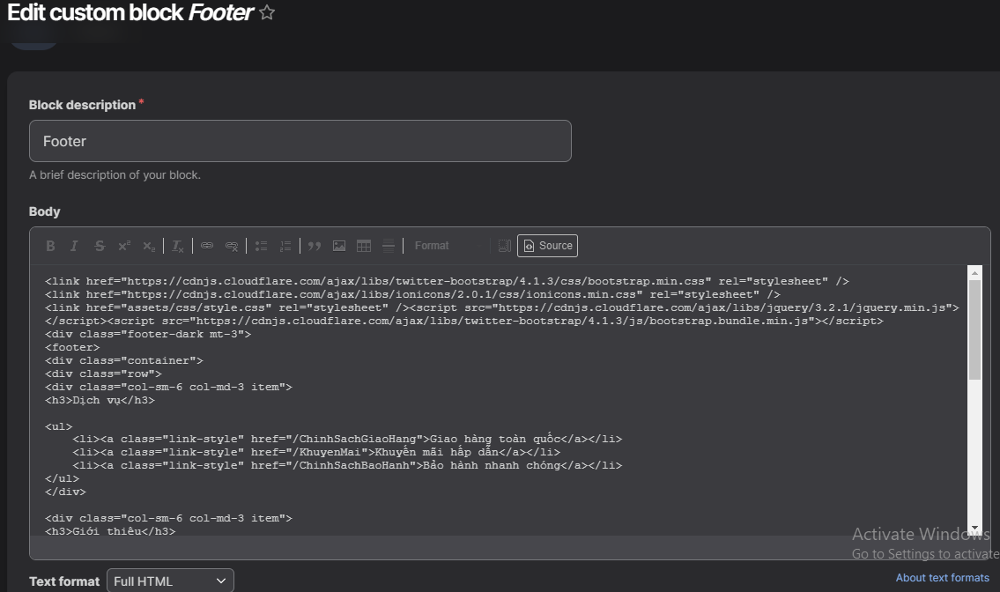 Edit custom block Footer
Block description *
Footer
A brief description of your block.
Body
Format
Source
<link href="https://cdnjs.cloudflare.com/ajax/libs/twitter-bootstrap/4.1.3/css/bootstrap.min.css" rel="stylesheet" />
<link href="https://cdnjs.cloudflare.com/ajax/libs/ionicons/2.0.1/css/ionicons.min.css" rel="stylesheet" />
<link href="assets/css/style.css" rel="stylesheet" /><script src="https://cdnjs.cloudflare.com/ajax/libs/jquery/3.2.1/jquery.min.js">
</script><script src="https://cdnjs.cloudflare.com/ajax/libs/twitter-bootstrap/4.1.3/js/bootstrap.bundle.min.js"></script>
<div class="footer-dark mt-3">
<footer>
<div class="container">
<div class="row">
<div class="col-sm-6 col-md-3 item">
<h3>Dịch vụ</h3>
<ul>
<li><a class="link-style" href="/ChinhSachGiaoHang">Giao hàng toàn quốc</a></li>
<li><a class="link-style" href="/KhuyenMai">Khuyến mãi hấp dẫn</a></li>
<li><a class="link-style" href="/ChinhSachBaoHanh">Bảo hành nhanh chóng</a></li>
</ul>
</div>
<div class="col-sm-6 col-md-3 item">
<h3>Giới thiệu</h3>
Activate Windows
Go to Settings to activate
Text format
Full HTML
About text formats